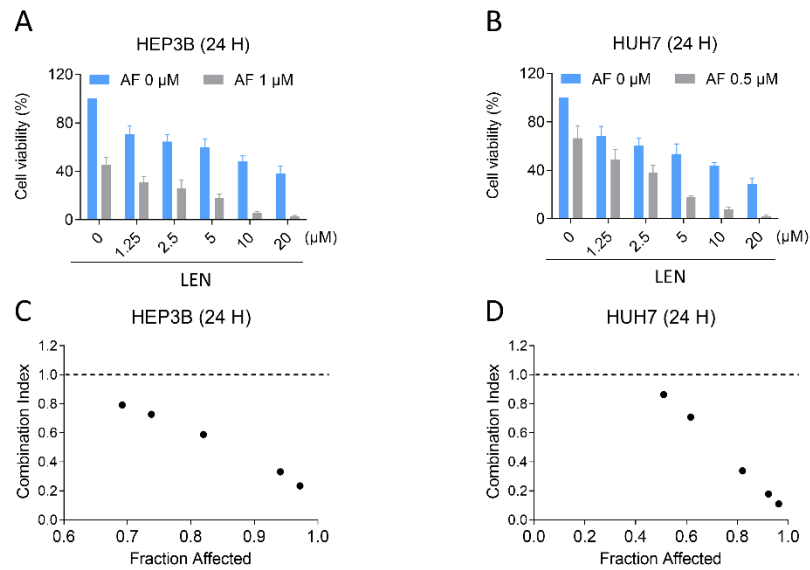 A
HEP3B (24 H)
AF 0 μM AF 1 μM
Cell viability (%)
120
80
40
0
0 1.25 2.5 5 10 20 (μM)
LEN
B
HUH7 (24 H)
AF 0 μM AF 0.5 μM
Cell viability (%)
120
80
40
0
0 1.25 2.5 5 10 20 (μM)
LEN
C
HEP3B (24 H)
Combination Index
1.2
1.0
0.8
0.6
0.4
0.2
0.0
0.6 0.7 0.8 0.9 1.0
Fraction Affected
D
HUH7 (24 H)
Combination Index
1.2
1.0
0.8
0.6
0.4
0.2
0.0
0.0 0.2 0.4 0.6 0.8 1.0
Fraction Affected